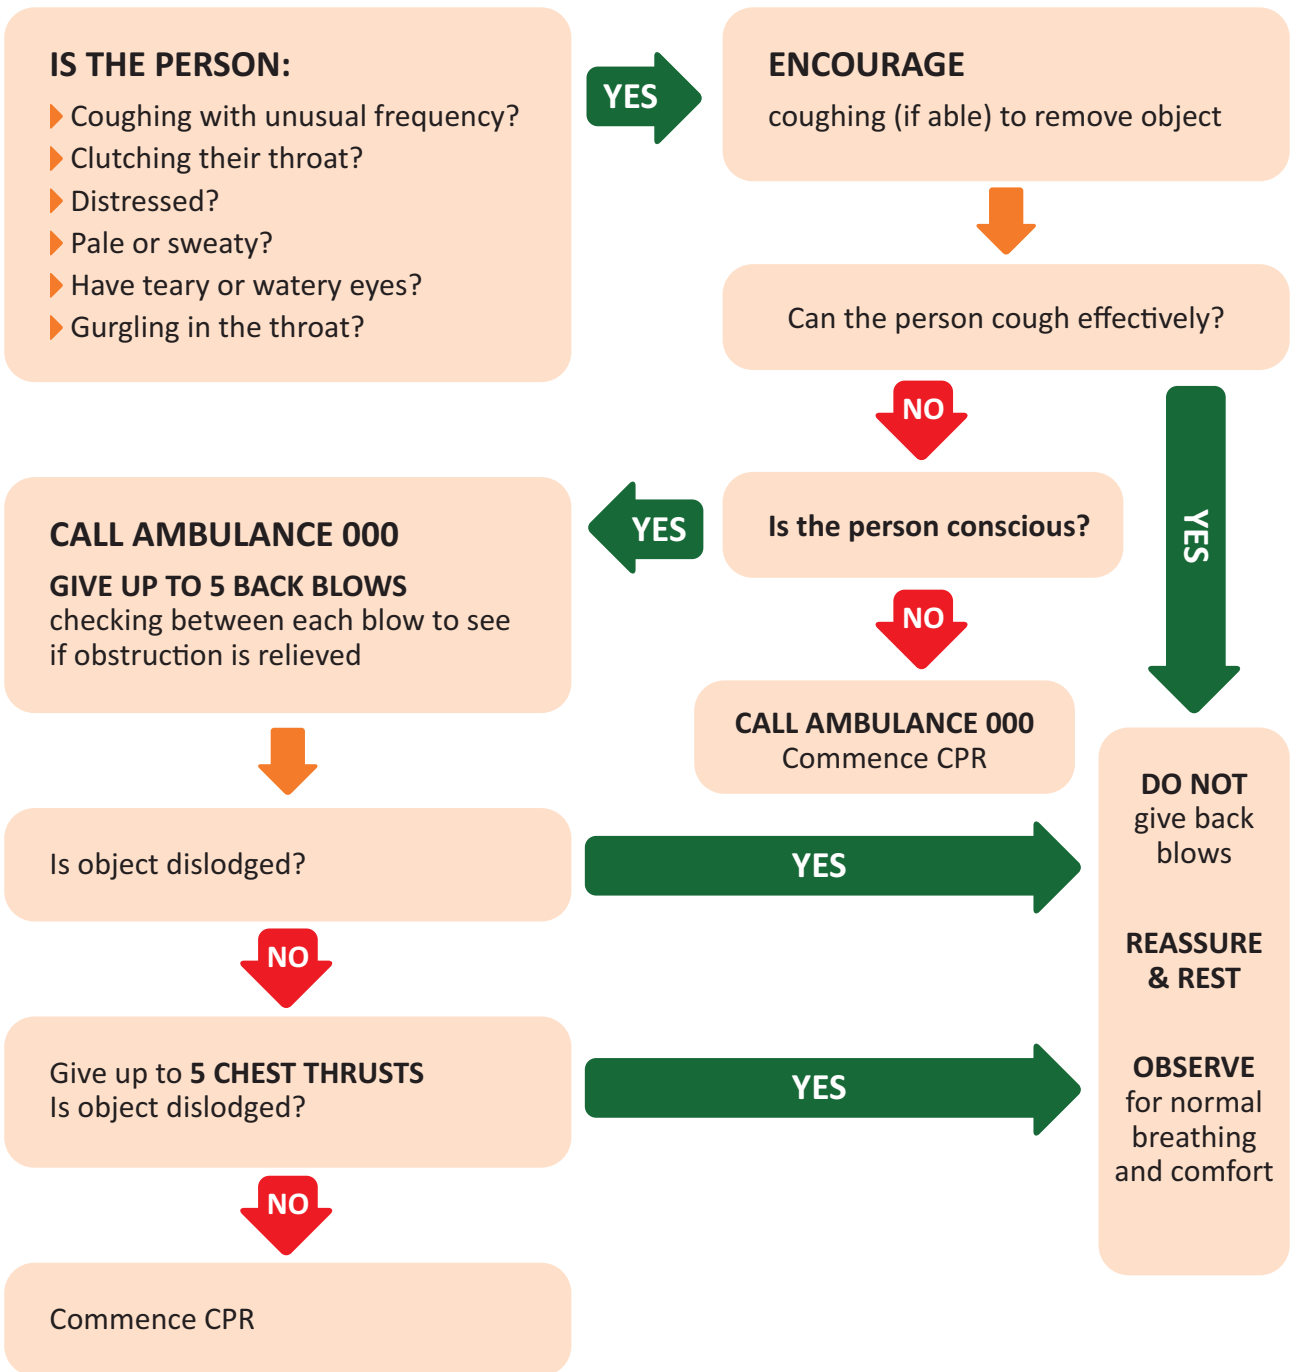 IS THE PERSON:
Coughing with unusual frequency?
Clutching their throat?
Distressed?
Pale or sweaty?
Have teary or watery eyes?
Gurgling in the throat?
YES
ENCOURAGE
coughing (if able) to remove object
Can the person cough effectively?
NO
YES
Is the person conscious?
YES
NO
CALL AMBULANCE 000
Commence CPR
CALL AMBULANCE 000
GIVE UP TO 5 BACK BLOWS
checking between each blow to see
if obstruction is relieved
Is object dislodged?
YES
NO
Give up to 5 CHEST THRUSTS
Is object dislodged?
YES
NO
Commence CPR
DO NOT
give back
blows
REASSURE
& REST
OBSERVE
for normal
breathing
and comfort